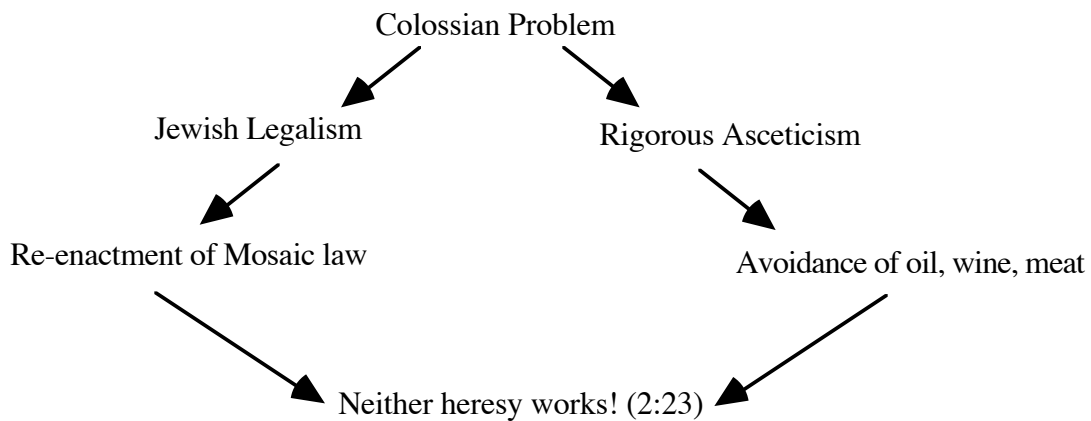 Colossian Problem
Jewish Legalism
Rigorous Asceticism
Re-enactment of Mosaic law
Avoidance of oil, wine, meat
Neither heresy works! (2:23)